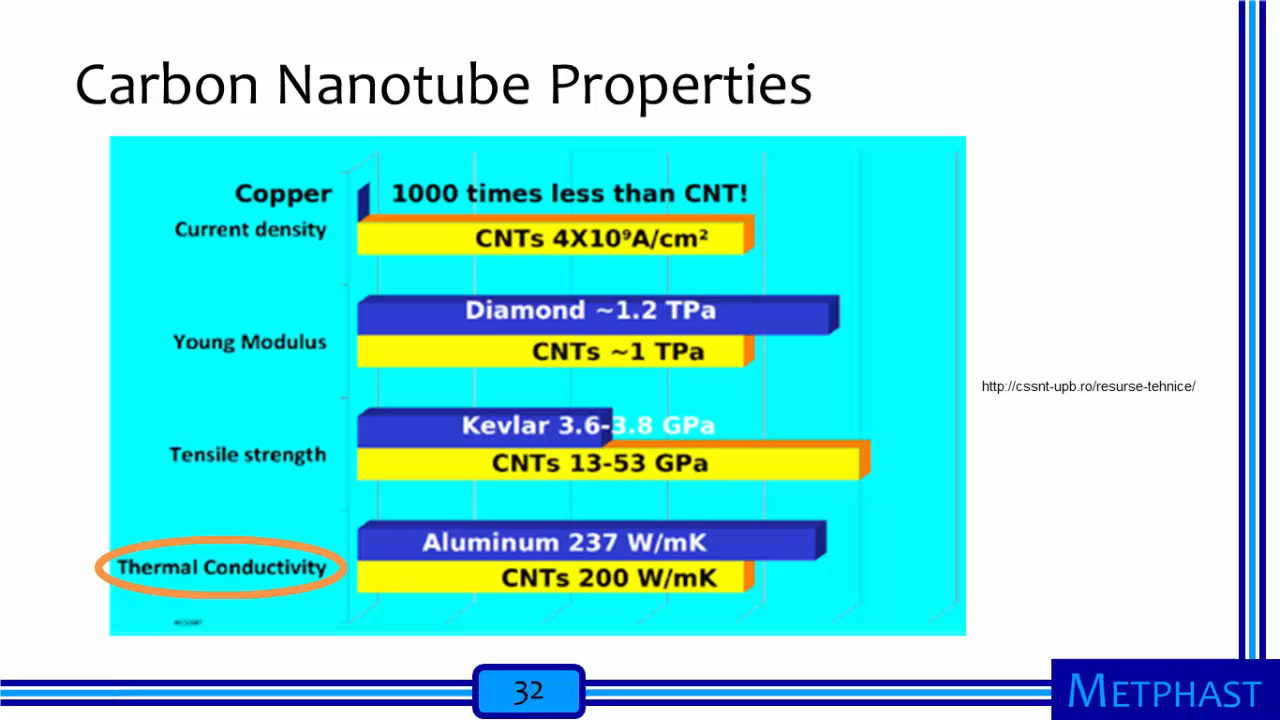 Carbon Nanotube Properties
Copper
1000 times less than CNT!
Current density
CNTs 4X10⁹A/cm²
Diamond ~1.2 TPa
Young Modulus
CNTs ~1 TPa
Kevlar 3.6-3.8 GPa
Tensile strength
CNTs 13-53 GPa
Aluminum 237 W/mK
Thermal Conductivity
CNTs 200 W/mK
http://cssnt-upb.ro/resurse-tehnice/
32
METPHAST